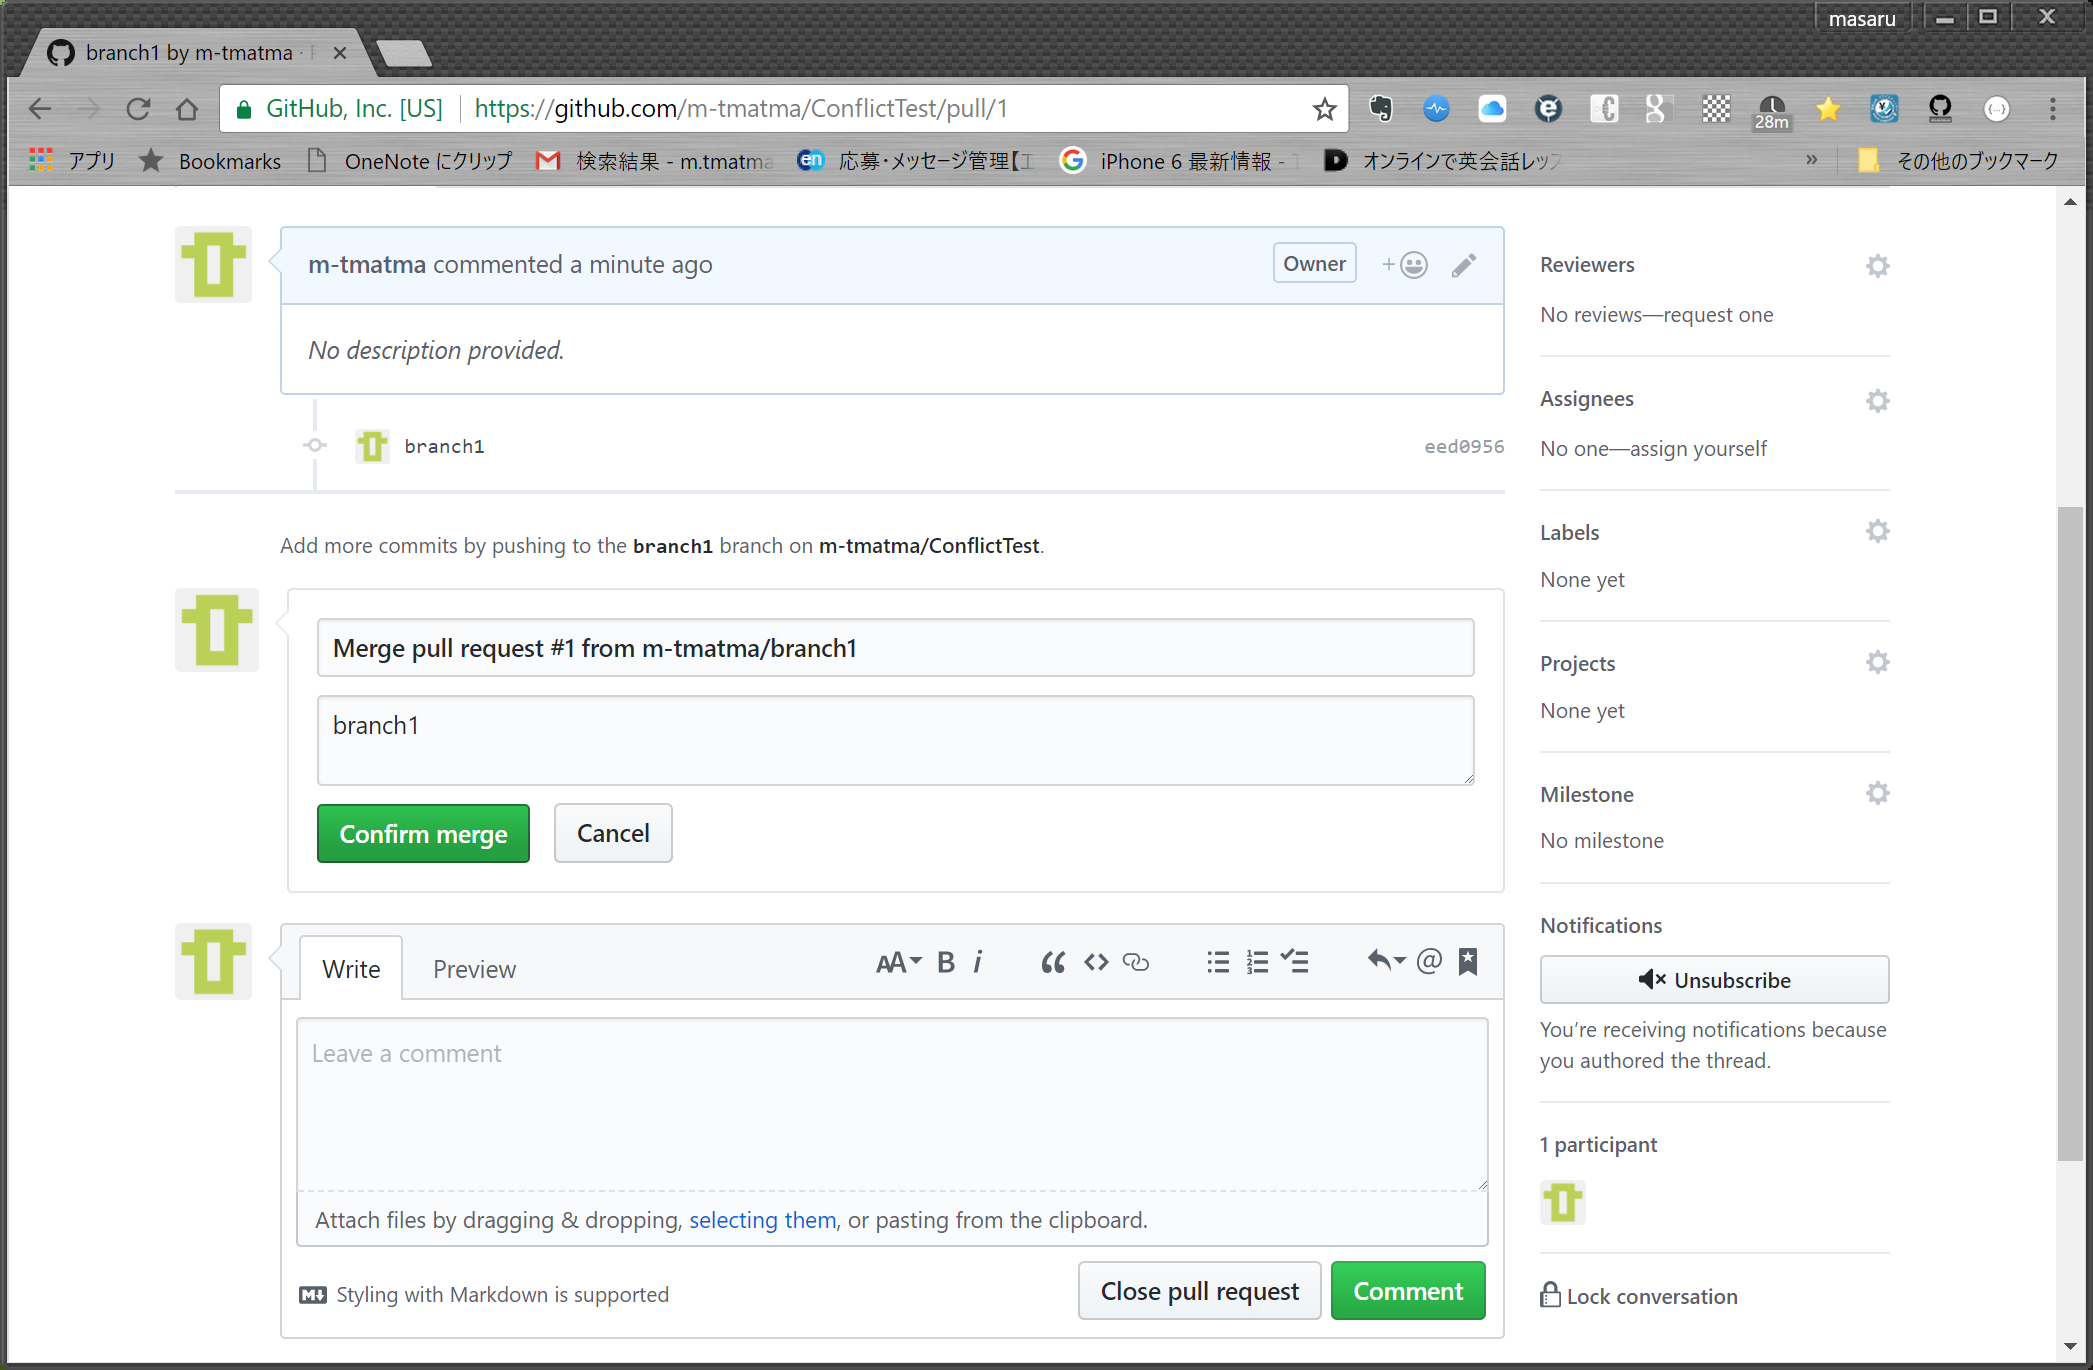 masaru
branch1 by m-tmatma ·
GitHub, Inc. [US] https://github.com/m-tmatma/ConflictTest/pull/1
28m
アプリ Bookmarks OneNote にクリップ 検索結果 - m.tmatma 応募・メッセージ管理【エ iPhone 6 最新情報 - オンラインで英会話レッス » その他のブックマーク
m-tmatma commented a minute ago Owner
No description provided.
branch1 eed0956
Add more commits by pushing to the branch1 branch on m-tmatma/ConflictTest.
Merge pull request #1 from m-tmatma/branch1
branch1
Confirm merge Cancel
Write Preview
Leave a comment
Attach files by dragging & dropping, selecting them, or pasting from the clipboard.
Styling with Markdown is supported
Close pull request Comment
Reviewers
No reviews—request one
Assignees
No one—assign yourself
Labels
None yet
Projects
None yet
Milestone
No milestone
Notifications
Unsubscribe
You’re receiving notifications because
you authored the thread.
1 participant
Lock conversation